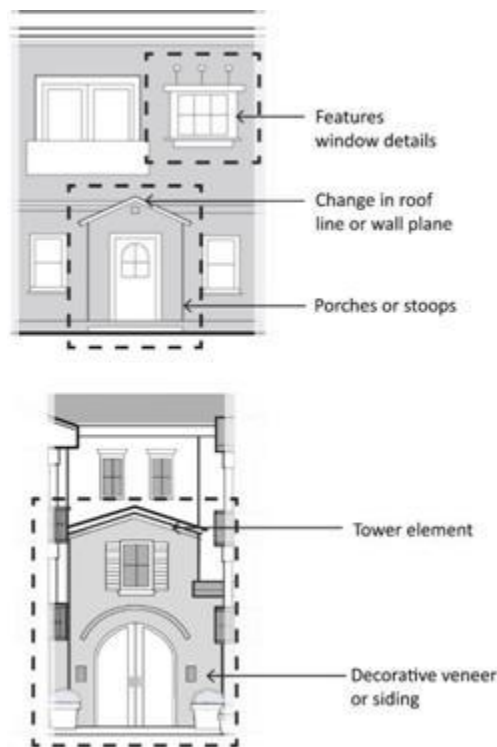 Features
window details
Change in roof
line or wall plane
Porches or stoops
Tower element
Decorative veneer
or siding